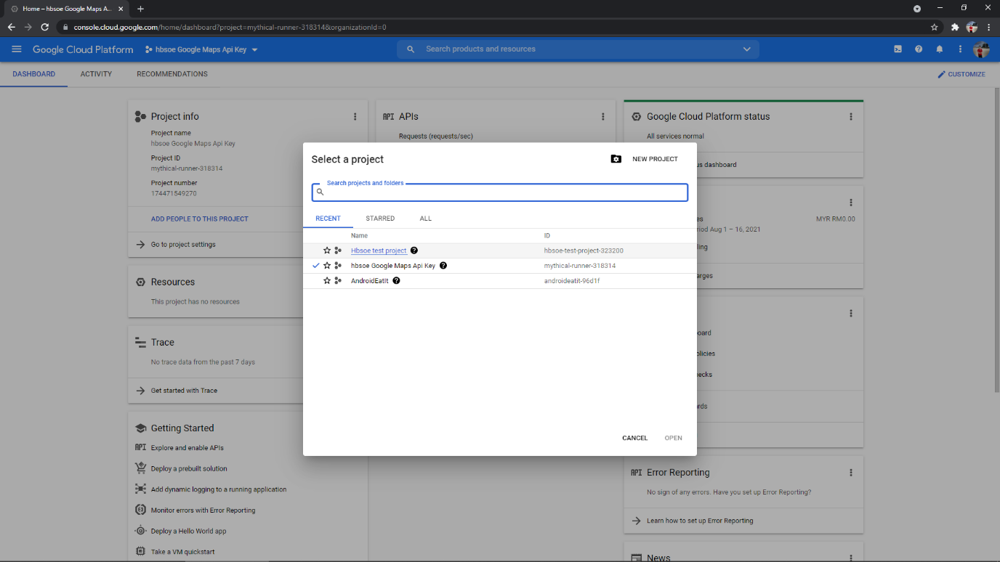 Home – hbsoe Google Maps A...
console.cloud.google.com/home/dashboard?project=mythical-runner-318314&organizationId=0
Google Cloud Platform
hbsoe Google Maps Api Key
Search products and resources
DASHBOARD
ACTIVITY
RECOMMENDATIONS
CUSTOMIZE
Project info
Project name
hbsoe Google Maps Api Key
Project ID
mythical-runner-318314
Project number
174471549270
ADD PEOPLE TO THIS PROJECT
Go to project settings
Resources
This project has no resources
Trace
No trace data from the past 7 days
Get started with Trace
Getting Started
API Explore and enable APIs
Deploy a prebuilt solution
Add dynamic logging to a running application
Monitor errors with Error Reporting
Deploy a Hello World app
Take a VM quickstart
API APIs
Requests (requests/sec)
Select a project
NEW PROJECT
Search projects and folders
RECENT
STARRED
ALL
Name ID
Hbsoe test project hbsoe-test-project-323200
hbsoe Google Maps Api Key mythical-runner-318314
AndroidEatIt androideatit-96d1f
CANCEL
OPEN
Google Cloud Platform status
All services normal
us dashboard
es MYR RM0.00
riod Aug 1 – 16, 2021
ling
arges
oard
olicies
ecks
rds
API Error Reporting
No sign of any errors. Have you set up Error Reporting?
Learn how to set up Error Reporting
News